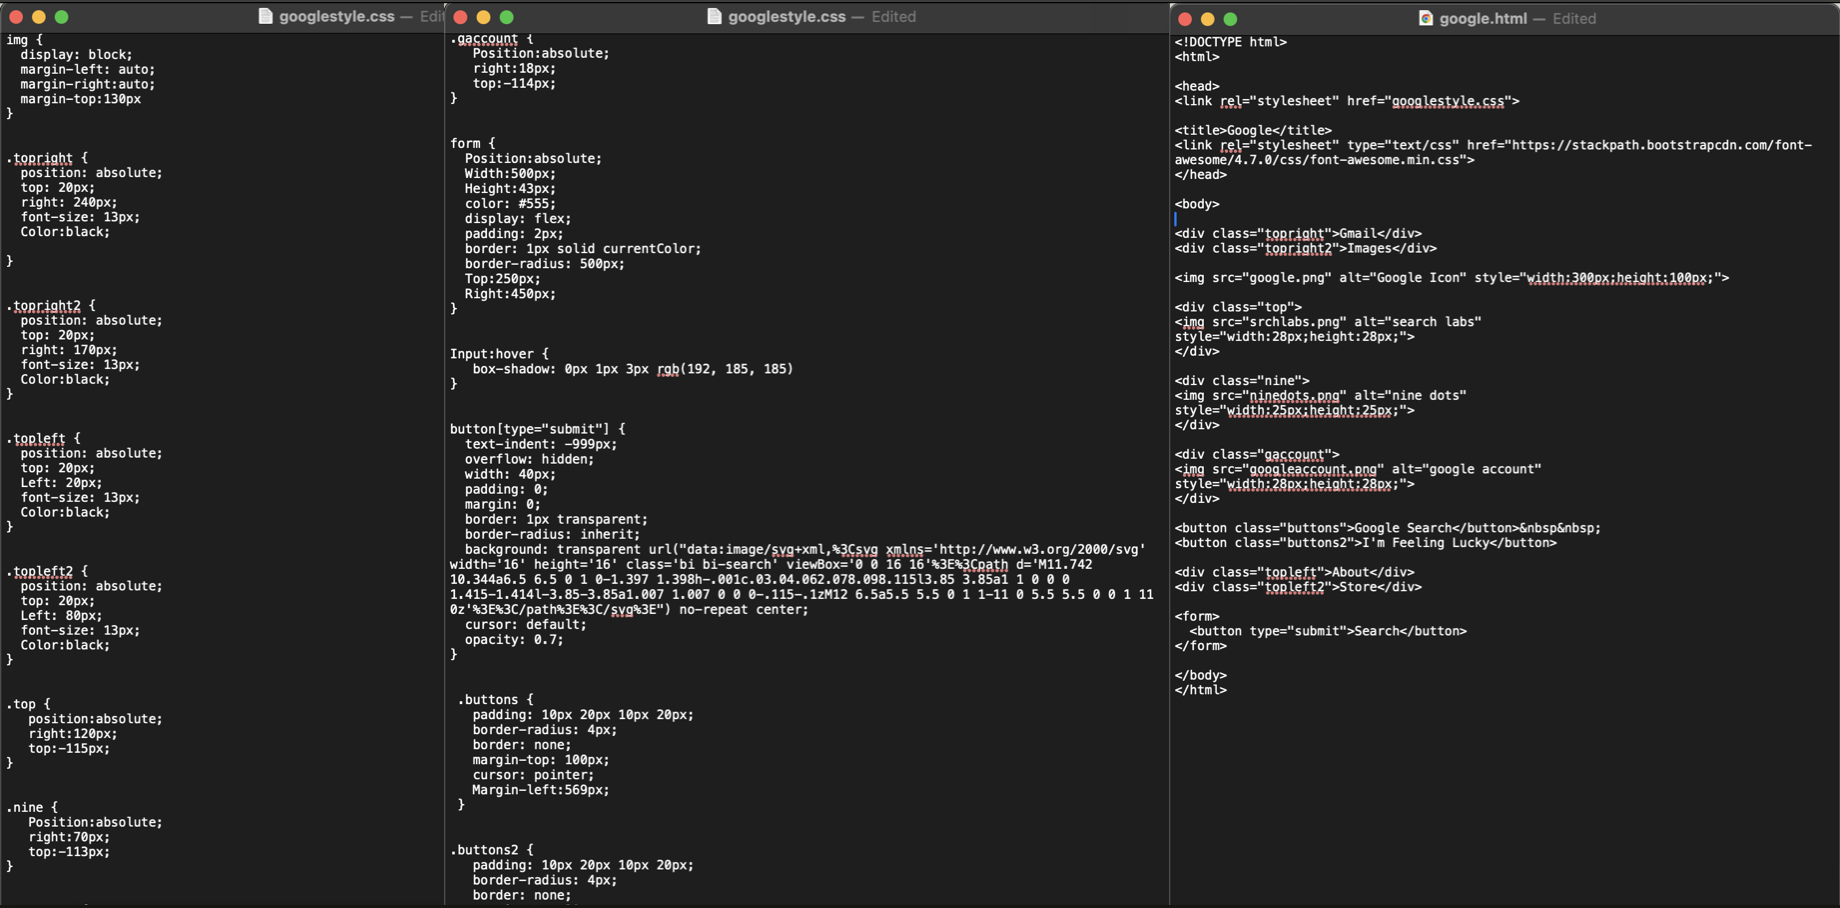 googlestyle.css — Edi
img {
display: block;
margin-left: auto;
margin-right:auto;
margin-top:130px
}
.topright {
position: absolute;
top: 20px;
right: 240px;
font-size: 13px;
Color:black;
}
.topright2 {
position: absolute;
top: 20px;
right: 170px;
font-size: 13px;
Color:black;
}
.topleft {
position: absolute;
top: 20px;
Left: 20px;
font-size: 13px;
Color:black;
}
.topleft2 {
position: absolute;
top: 20px;
Left: 80px;
font-size: 13px;
Color:black;
}
.top {
position:absolute;
right:120px;
top:-115px;
}
.nine {
Position:absolute;
right:70px;
top:-113px;
}
googlestyle.css — Edited
.gaccount {
Position:absolute;
right:18px;
top:-114px;
}
form {
Position:absolute;
Width:500px;
Height:43px;
color: #555;
display: flex;
padding: 2px;
border: 1px solid currentColor;
border-radius: 500px;
Top:250px;
Right:450px;
}
Input:hover {
box-shadow: 0px 1px 3px rgb(192, 185, 185)
}
button[type="submit"] {
text-indent: -999px;
overflow: hidden;
width: 40px;
padding: 0;
margin: 0;
border: 1px transparent;
border-radius: inherit;
background: transparent url("data:image/svg+xml,%3Csvg xmlns='http://www.w3.org/2000/svg'
width='16' height='16' class='bi bi-search' viewBox='0 0 16 16'%3E%3Cpath d='M11.742
10.344a6.5 6.5 0 1 0-1.397 1.398h-.001c.03.04.062.078.098.115l3.85 3.85a1 1 0 0 0
1.415-1.414l-3.85-3.85a1.007 1.007 0 0 0-.115-.1zM12 6.5a5.5 5.5 0 1 1-11 0 5.5 5.5 0 0 1 11
0z'%3E%3C/path%3E%3C/svg%3E") no-repeat center;
cursor: default;
opacity: 0.7;
}
.buttons {
padding: 10px 20px 10px 20px;
border-radius: 4px;
border: none;
margin-top: 100px;
cursor: pointer;
Margin-left:569px;
}
.buttons2 {
padding: 10px 20px 10px 20px;
border-radius: 4px;
border: none;
google.html — Edited
<!DOCTYPE html>
<html>
<head>
<link rel="stylesheet" href="googlestyle.css">
<title>Google</title>
<link rel="stylesheet" type="text/css" href="https://stackpath.bootstrapcdn.com/font-
awesome/4.7.0/css/font-awesome.min.css">
</head>
<body>
<div class="topright">Gmail</div>
<div class="topright2">Images</div>
<img src="google.png" alt="Google Icon" style="width:300px;height:100px;">
<div class="top">
<img src="srchlabs.png" alt="search labs"
style="width:28px;height:28px;">
</div>
<div class="nine">
<img src="ninedots.png" alt="nine dots"
style="width:25px;height:25px;">
</div>
<div class="gaccount">
<img src="googleaccount.png" alt="google account"
style="width:28px;height:28px;">
</div>
<button class="buttons">Google Search</button>&nbsp&nbsp;
<button class="buttons2">I'm Feeling Lucky</button>
<div class="topleft">About</div>
<div class="topleft2">Store</div>
<form>
<button type="submit">Search</button>
</form>
</body>
</html>